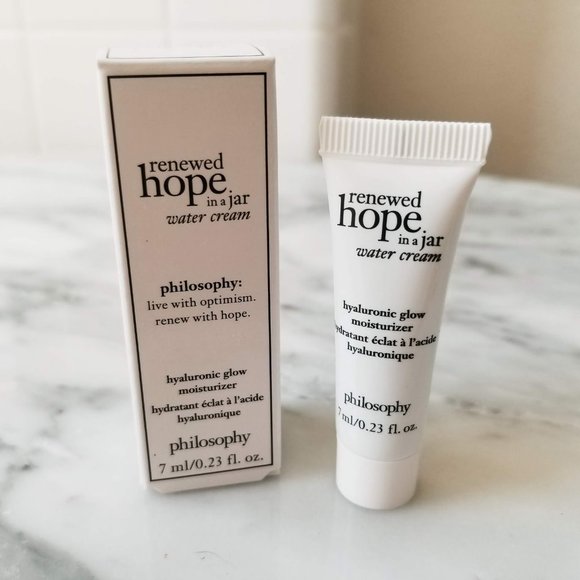 renewed
hope
in a jar
water cream
philosophy:
live with optimism.
renew with hope.
hyaluronic glow
moisturizer
hydratant éclat à l'acide
hyaluronique
philosophy
7 ml/0.23 fl. oz.
renewed
hope
in a jar
water cream
hyaluronic glow
moisturizer
hydratant éclat à l'acide
hyaluronique
philosophy
7 ml/0.23 fl. oz.